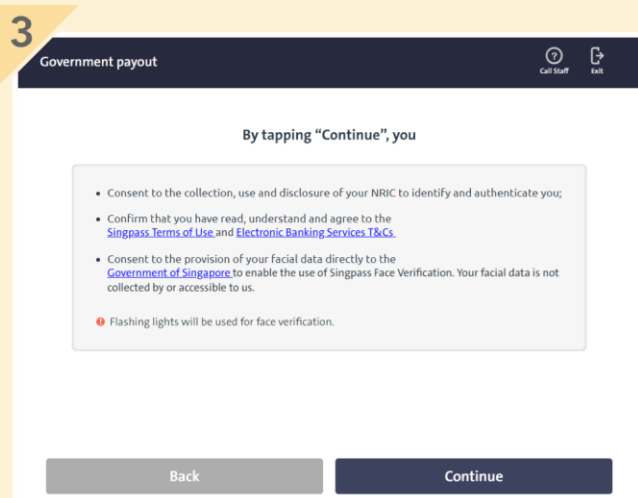 3
Government payout
Call Staff
Exit
By tapping “Continue”, you
• Consent to the collection, use and disclosure of your NRIC to identify and authenticate you;
• Confirm that you have read, understand and agree to the
Singpass Terms of Use and Electronic Banking Services T&Cs
• Consent to the provision of your facial data directly to the
Government of Singapore to enable the use of Singpass Face Verification. Your facial data is not
collected by or accessible to us.
Flashing lights will be used for face verification.
Back
Continue